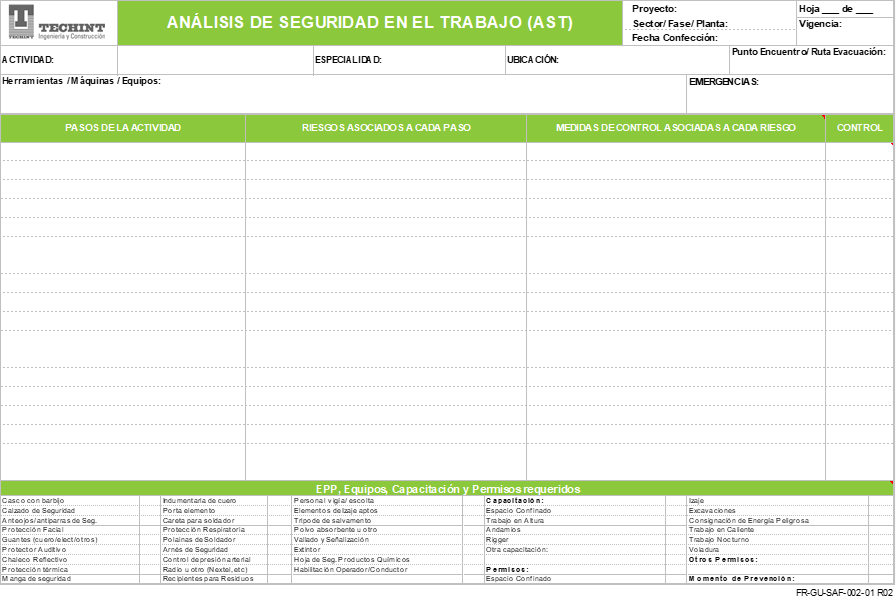 TECHINT
Ingeniería y Construcción
TECHINT
ANÁLISIS DE SEGURIDAD EN EL TRABAJO (AST)
Proyecto:
Hoja ___ de ___
Sector/ Fase/ Planta:
Vigencia:
Fecha Confección:
ACTIVIDAD:
ESPECIALIDAD:
UBICACIÓN:
Punto Encuentro/ Ruta Evacuación:
Herramientas /Máquinas / Equipos:
EMERGENCIAS:
PASOS DE LA ACTIVIDAD
RIESGOS ASOCIADOS A CADA PASO
MEDIDAS DE CONTROL ASOCIADAS A CADA RIESGO
CONTROL
EPP, Equipos, Capacitación y Permisos requeridos
Casco con barbijo
Indumentaria de cuero
Personal vigía/ escolta
Capacitación:
Izaje
Calzado de Seguridad
Porta elemento
Elementos de Izaje aptos
Espacio Confinado
Excavaciones
Anteojos/antiparras de Seg.
Careta para soldador
Trípode de salvamento
Trabajo en Altura
Consignación de Energía Peligrosa
Protección Facial
Protección Respiratoria
Polvo absorbente u otro
Andamios
Trabajo en Caliente
Guantes (cuero/elect/otros)
Polainas de Soldador
Vallado y Señalización
Rigger
Trabajo Nocturno
Protector Auditivo
Arnés de Seguridad
Extintor
Otra capacitación:
Voladura
Chaleco Reflectivo
Control depresión arterial
Hoja de Seg. Productos Químicos
Otros Permisos:
Protección térmica
Radio u otro (Nextel, etc)
Habilitación Operador/Conductor
Permisos:
Manga de seguridad
Recipientes para Residuos
Espacio Confinado
Momento de Prevención:
FR-GU-SAF-002-01 R02